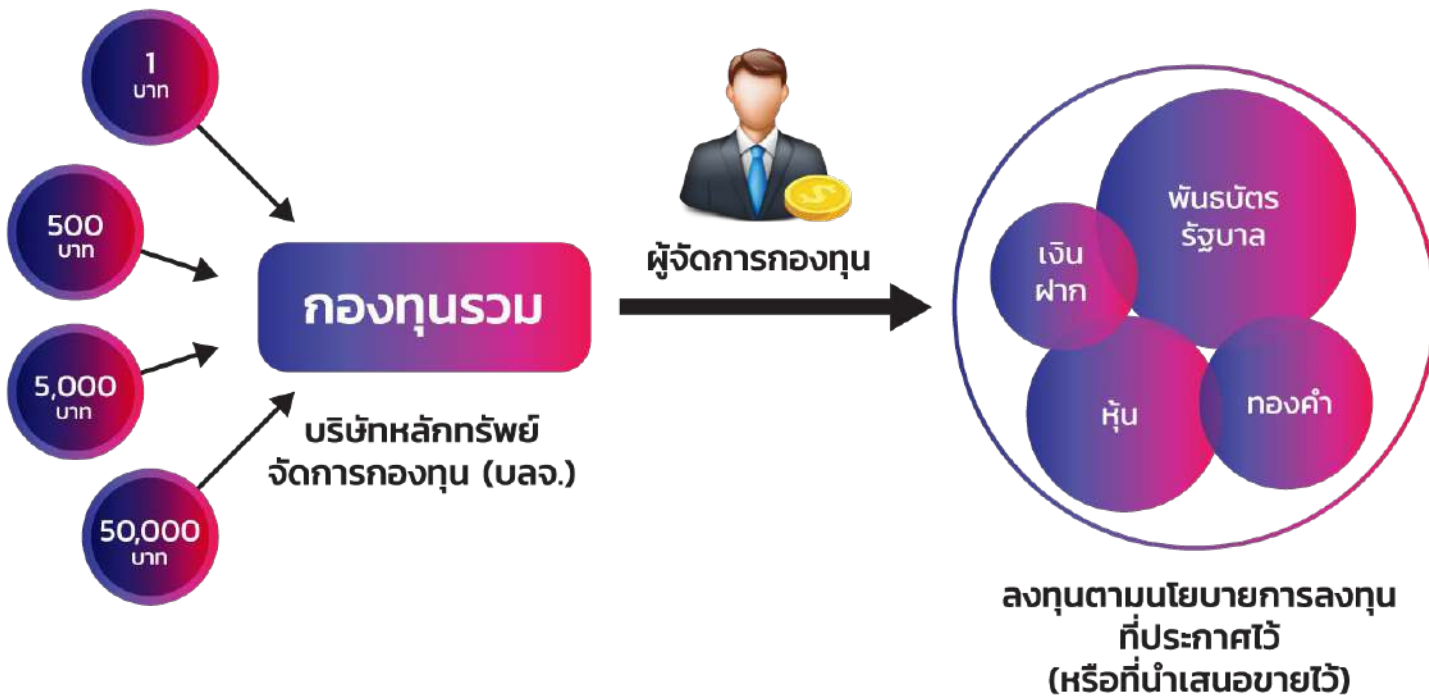 1
บาท
500
บาท
5,000
บาท
50,000
บาท
กองทุนรวม
บริษัทหลักทรัพย์
จัดการกองทุน (บลจ.)
ผู้จัดการกองทุน
พันธบัตร
รัฐบาล
เงิน
ฝาก
หุ้น
ทองคำ
ลงทุนตามนโยบายการลงทุน
ที่ประกาศไว้
(หรือที่นำเสนอขายไว้)